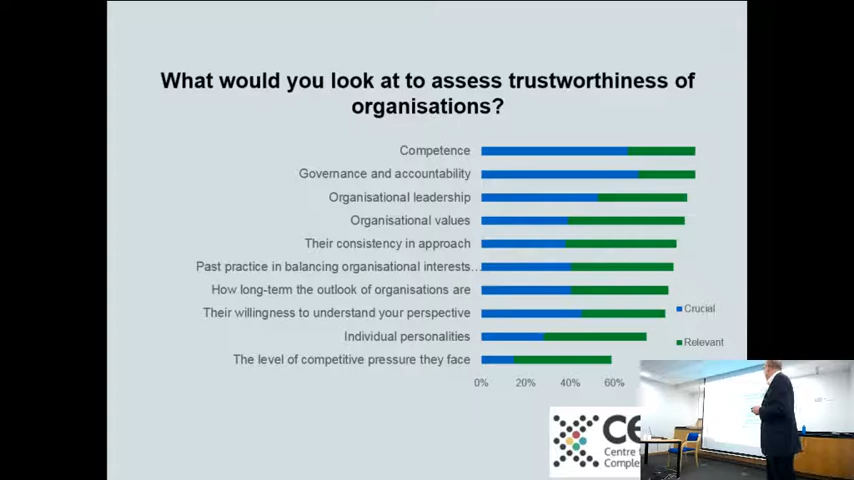 What would you look at to assess trustworthiness of
organisations?
Competence
Governance and accountability
Organisational leadership
Organisational values
Their consistency in approach
Past practice in balancing organisational interests…
How long-term the outlook of organisations are
Their willingness to understand your perspective
Individual personalities
The level of competitive pressure they face
Crucial
Relevant
0% 20% 40% 60%
CE
Centre
Comple